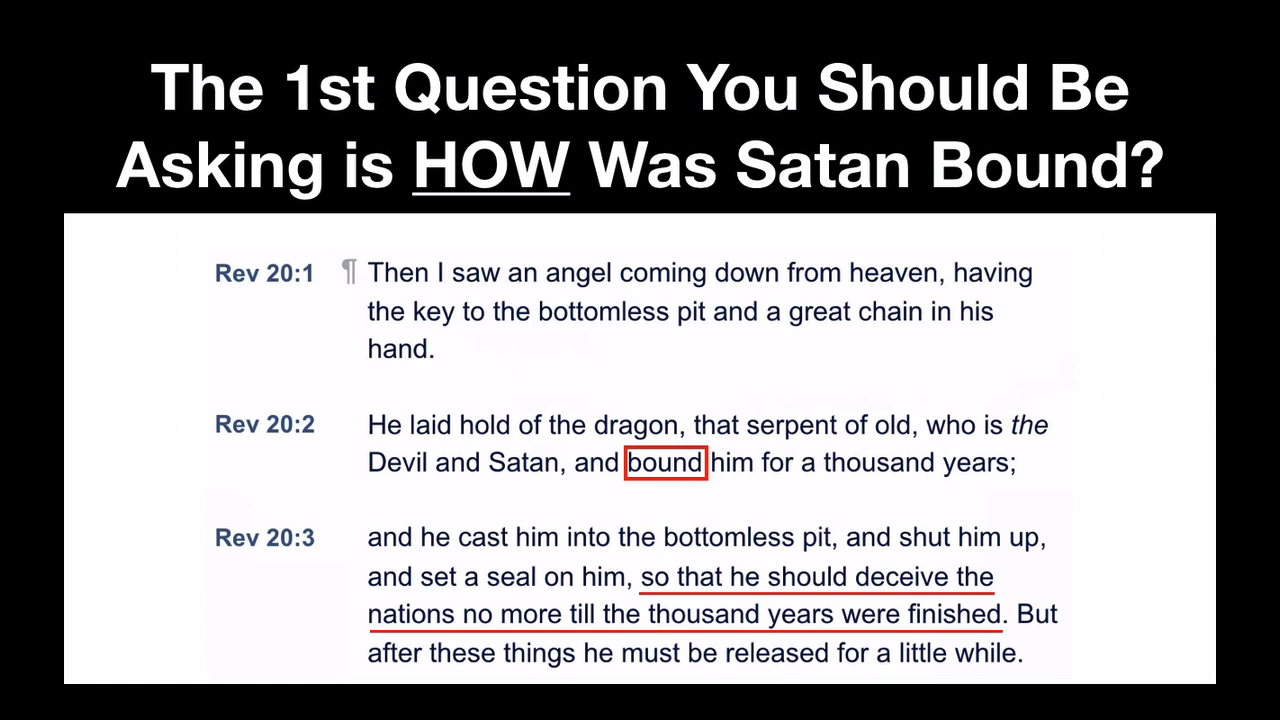 The 1st Question You Should Be
Asking is HOW Was Satan Bound?
Rev 20:1 ¶ Then I saw an angel coming down from heaven, having
the key to the bottomless pit and a great chain in his
hand.
Rev 20:2 He laid hold of the dragon, that serpent of old, who is the
Devil and Satan, and bound him for a thousand years;
Rev 20:3 and he cast him into the bottomless pit, and shut him up,
and set a seal on him, so that he should deceive the
nations no more till the thousand years were finished. But
after these things he must be released for a little while.